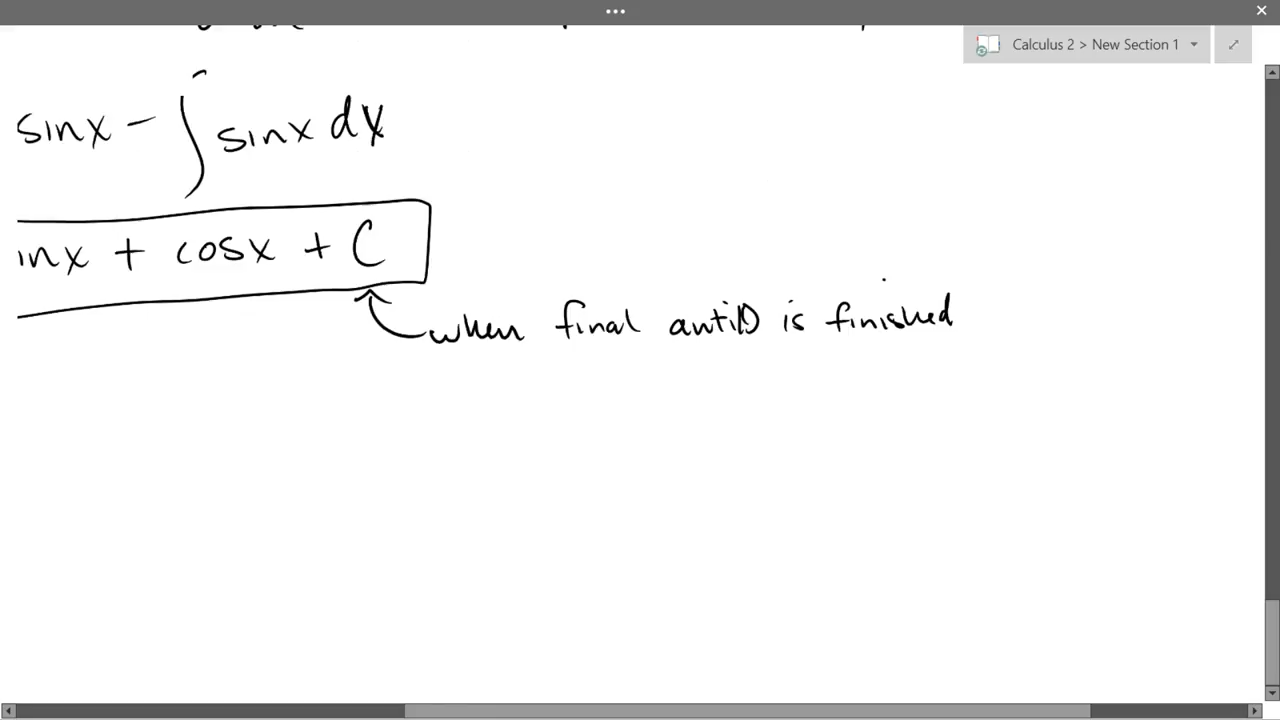 Calculus 2 > New Section 1
sinx - ∫ sinx dx
inx + cosx + C
when final antiD is finished